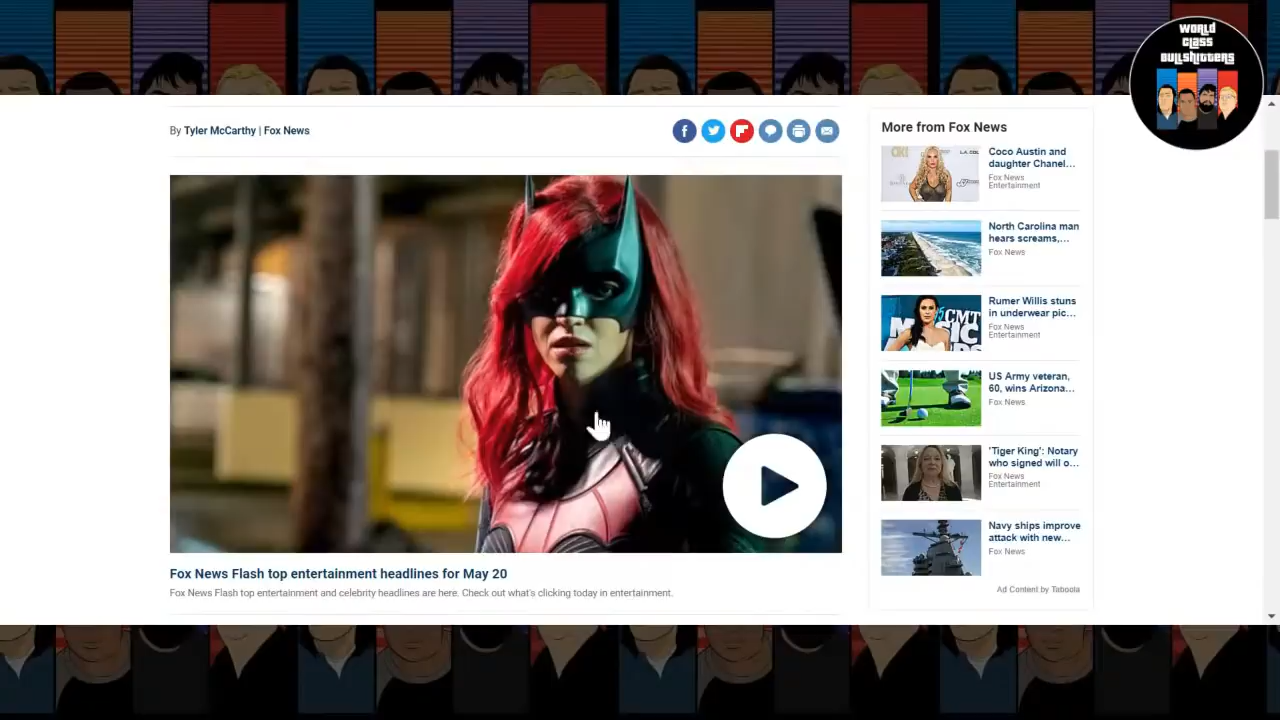 WORLD
CLASS
BULLSHITTERS
By Tyler McCarthy | Fox News
Fox News Flash top entertainment headlines for May 20
Fox News Flash top entertainment and celebrity headlines are here. Check out what's clicking today in entertainment.
More from Fox News
OK!
Coco Austin and
daughter Chanel...
Fox News
Entertainment
North Carolina man
hears screams,...
Fox News
CMT
Rumer Willis stuns
in underwear pic...
Fox News
Entertainment
US Army veteran,
60, wins Arizona...
Fox News
'Tiger King': Notary
who signed will o...
Fox News
Entertainment
Navy ships improve
attack with new...
Fox News
Ad Content by Taboola